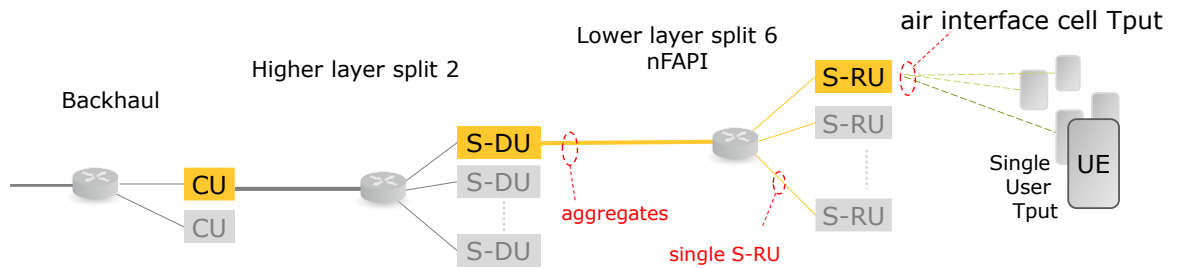 air interface cell Tput
Lower layer split 6
nFAPI
Higher layer split 2
Backhaul
S-RU
S-RU
S-RU
S-DU
S-DU
S-DU
CU
CU
aggregates
single S-RU
Single
User
Tput
UE